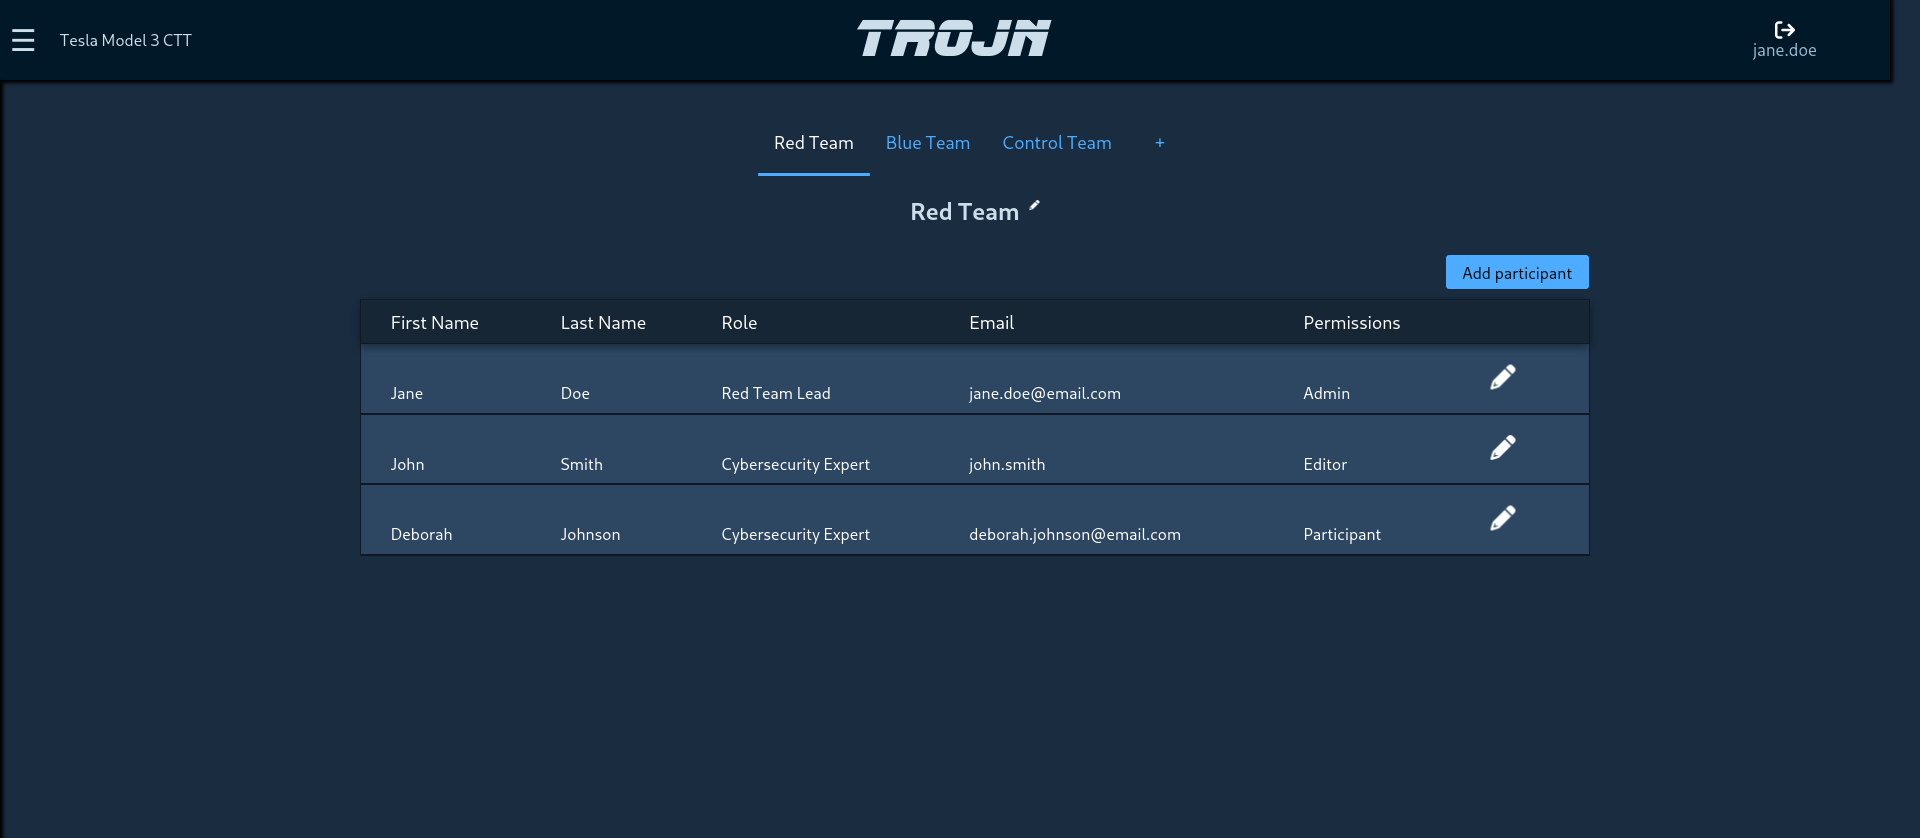 Tesla Model 3 CTT
TROJN
jane.doe
Red Team Blue Team Control Team +
Red Team
Add participant
First Name Last Name Role Email Permissions
Jane Doe Red Team Lead jane.doe@email.com Admin
John Smith Cybersecurity Expert john.smith Editor
Deborah Johnson Cybersecurity Expert deborah.johnson@email.com Participant